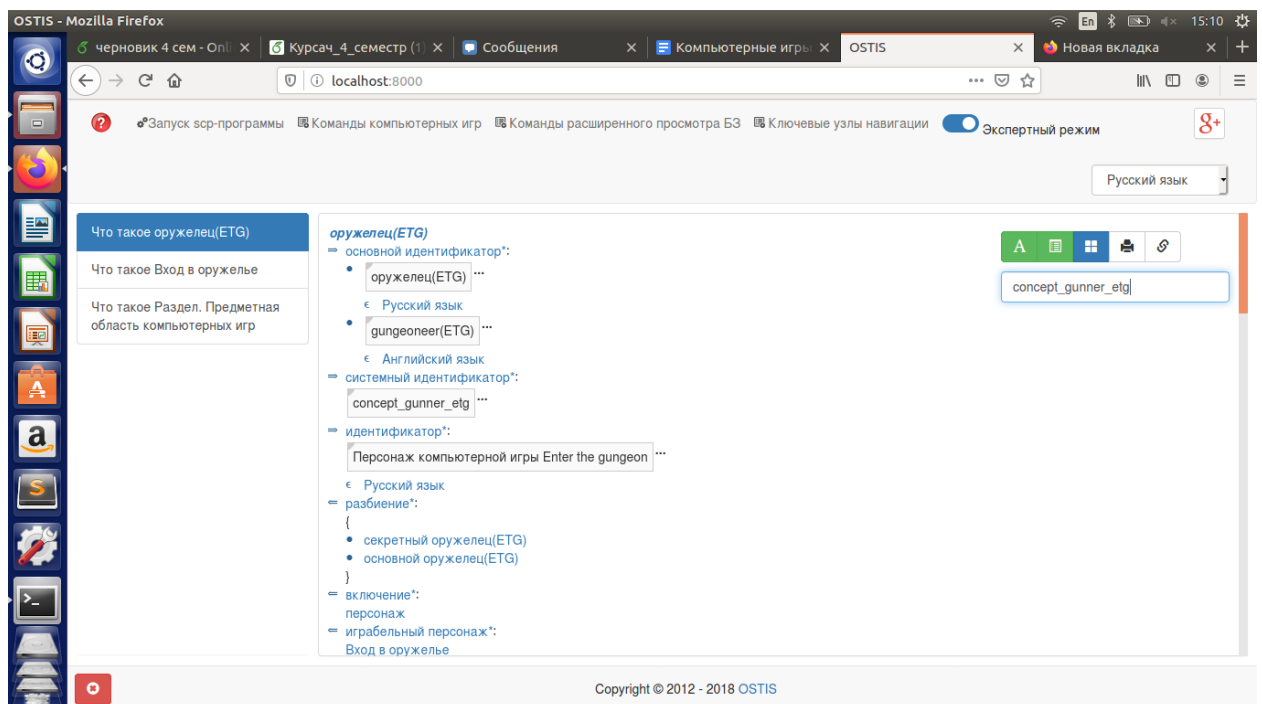 OSTIS - Mozilla Firefox
En
15:10
черновик 4 сем - Onli
Курсач_4_семестр (1)
Сообщения
Компьютерные игры
OSTIS
Новая вкладка
localhost:8000
Запуск scp-программы
Команды компьютерных игр
Команды расширенного просмотра БЗ
Ключевые узлы навигации
Экспертный режим
g+
Русский язык
Что такое оружелец(ETG)
Что такое Вход в оружелье
Что такое Раздел. Предметная
область компьютерных игр
оружелец(ETG)
⇒ основной идентификатор*:
• оружелец(ETG) ...
є Русский язык
• gungeoneer(ETG) ...
є Английский язык
⇒ системный идентификатор*:
concept_gunner_etg ...
⇒ идентификатор*:
Персонаж компьютерной игры Enter the gungeon ...
є Русский язык
⇐ разбиение*:
{
• секретный оружелец(ETG)
• основной оружелец(ETG)
}
⇐ включение*:
персонаж
⇐ играбельный персонаж*:
Вход в оружелье
A
concept_gunner_etg
Copyright © 2012 - 2018 OSTIS